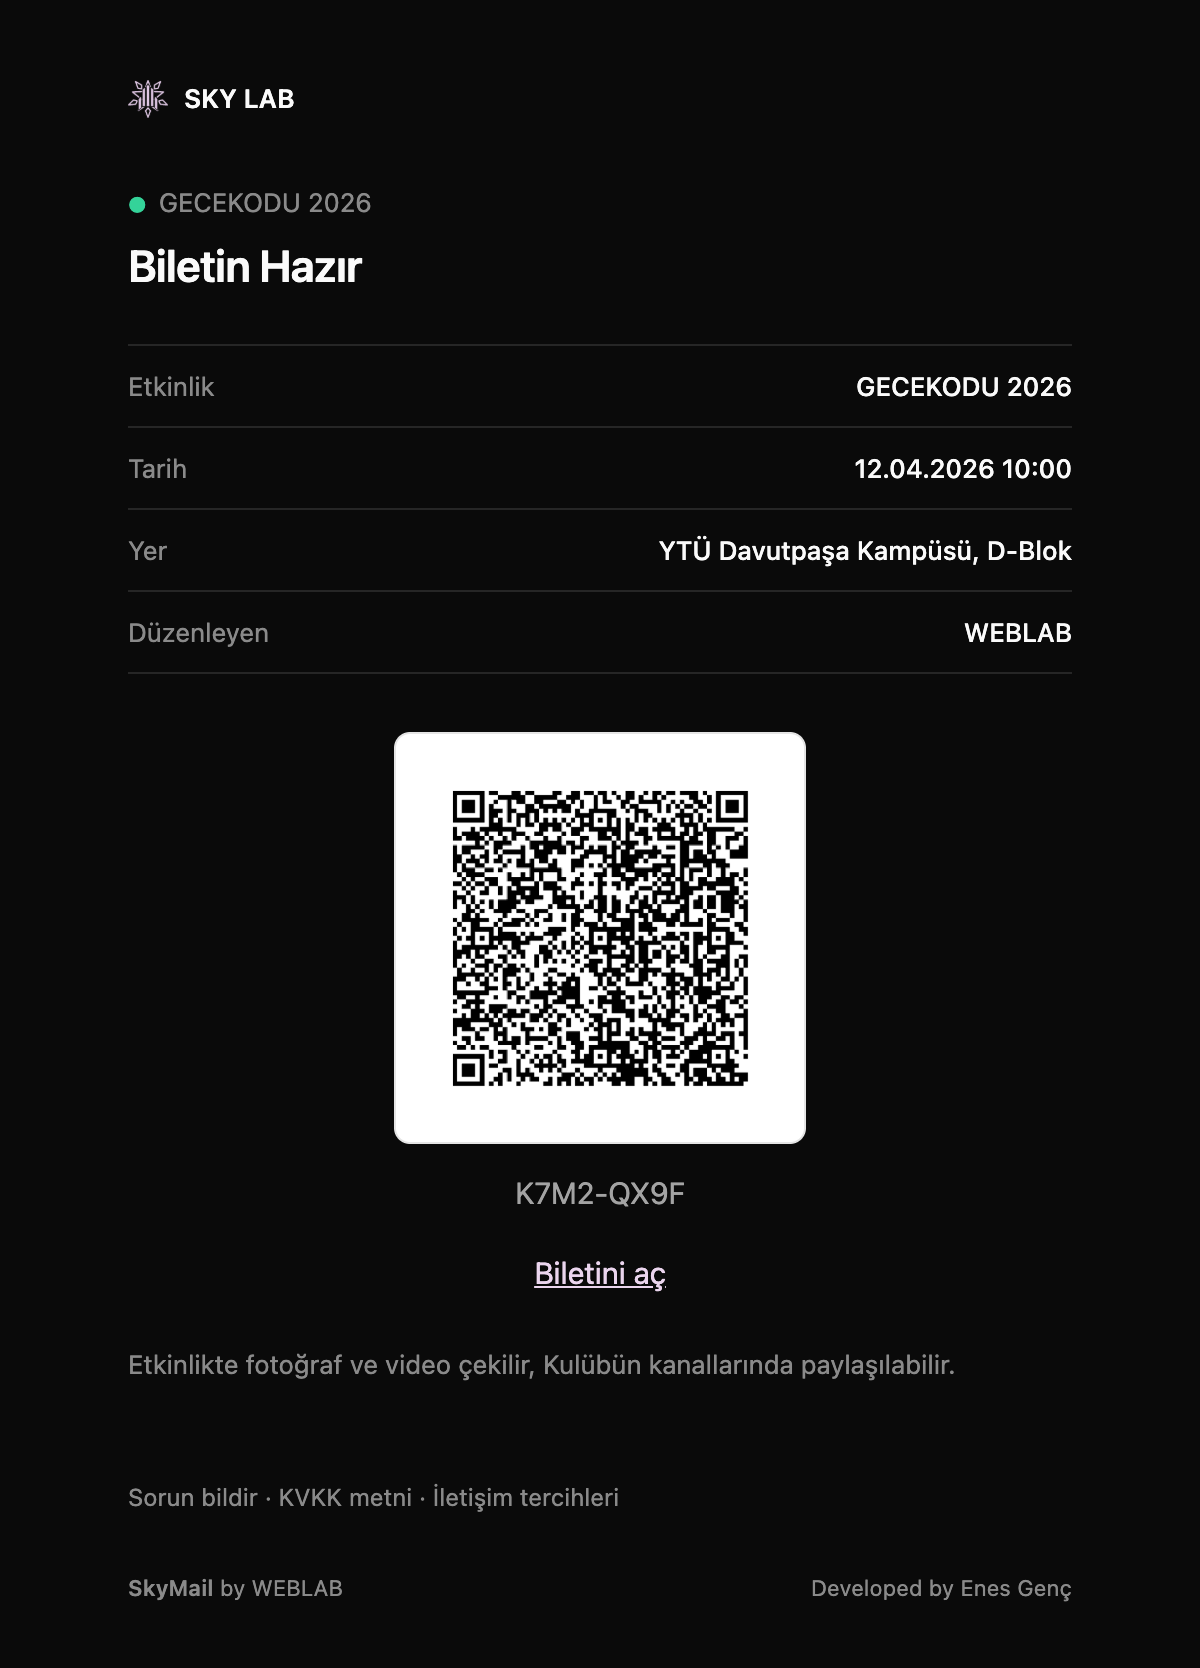 SKY LAB
GECEKODU 2026
Biletin Hazır
Etkinlik GECEKODU 2026
Tarih 12.04.2026 10:00
Yer YTÜ Davutpaşa Kampüsü, D-Blok
Düzenleyen WEBLAB
K7M2-QX9F
Biletini aç
Etkinlikte fotoğraf ve video çekilir, Kulübün kanallarında paylaşılabilir.
Sorun bildir · KVKK metni · İletişim tercihleri
SkyMail by WEBLAB Developed by Enes Genç